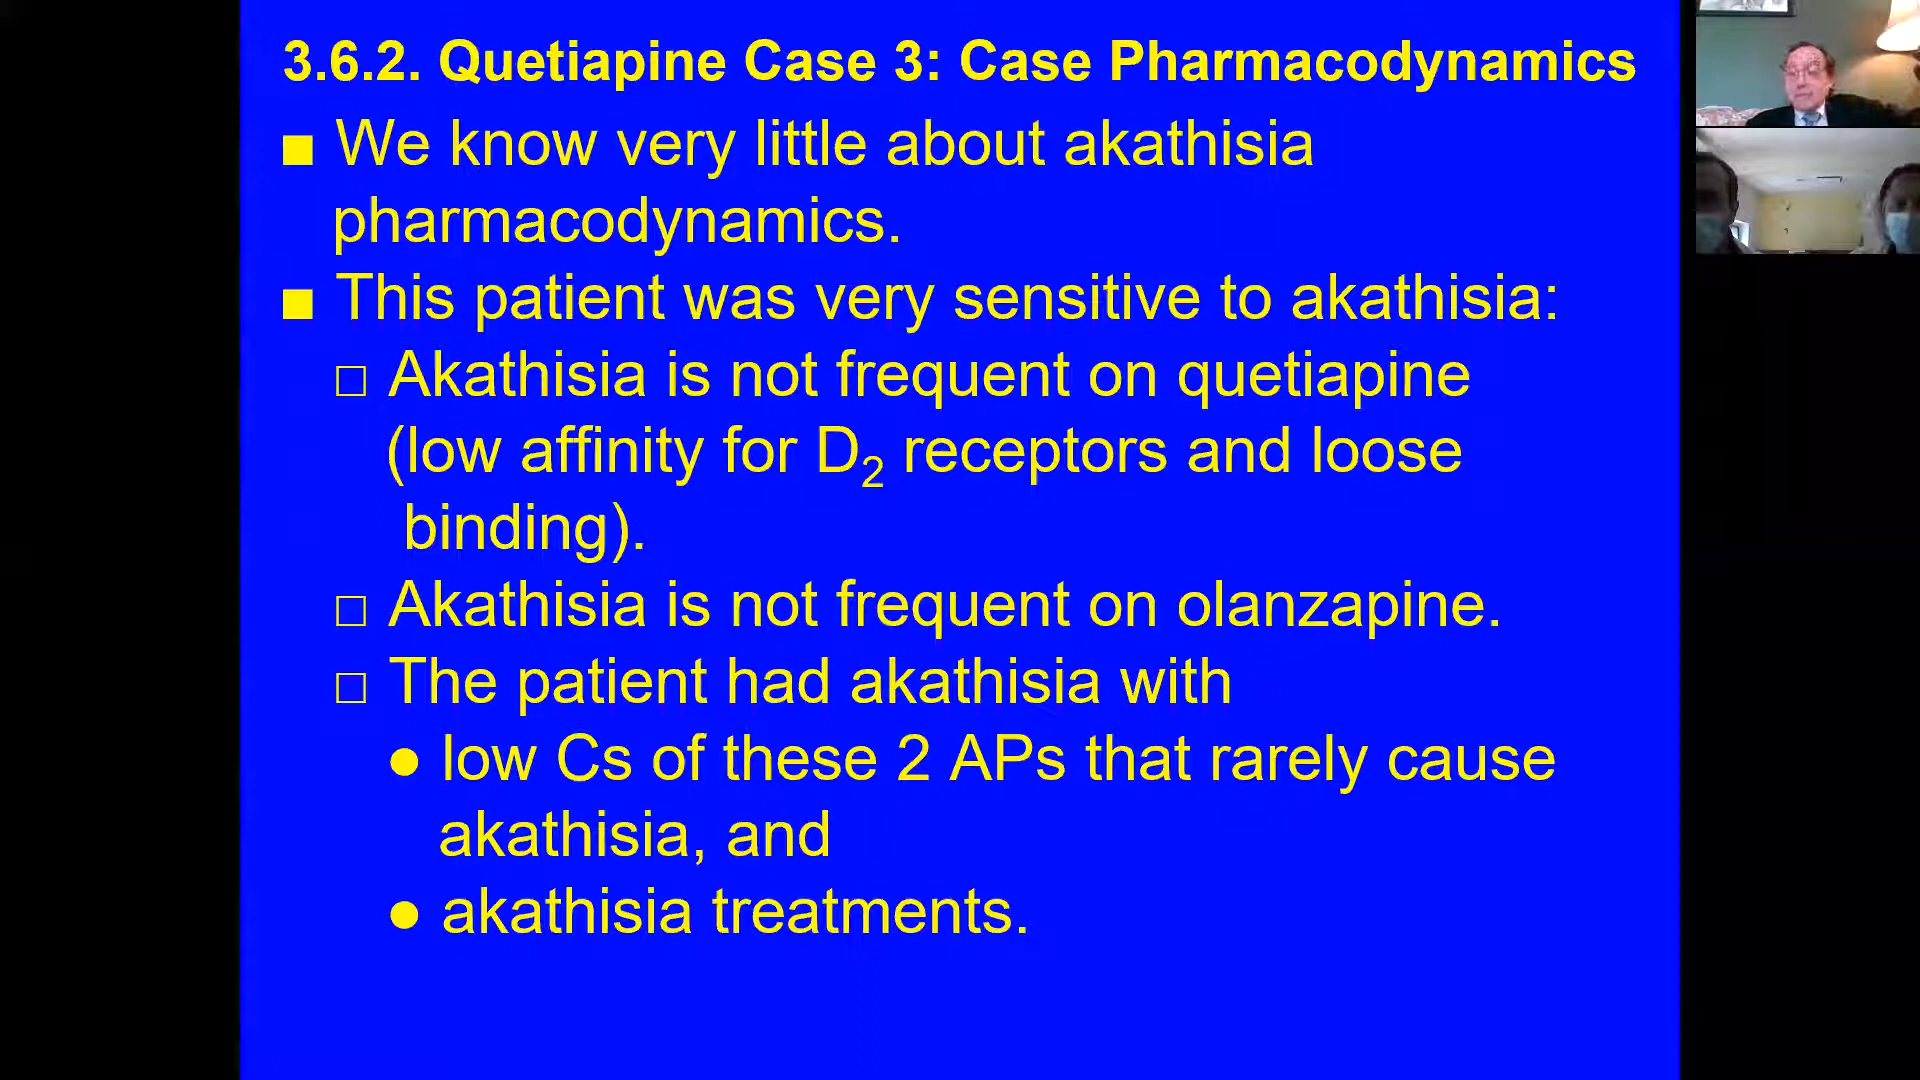 3.6.2. Quetiapine Case 3: Case Pharmacodynamics
■ We know very little about akathisia
pharmacodynamics.
■ This patient was very sensitive to akathisia:
□ Akathisia is not frequent on quetiapine
(low affinity for D₂ receptors and loose
binding).
□ Akathisia is not frequent on olanzapine.
□ The patient had akathisia with
● low Cs of these 2 APs that rarely cause
akathisia, and
● akathisia treatments.